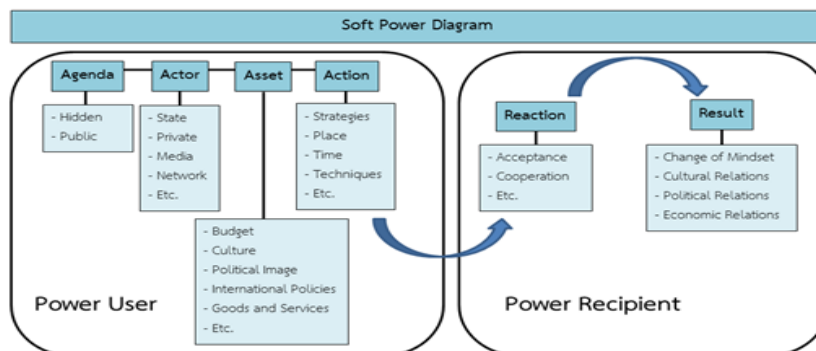 Soft Power Diagram
Agenda
Actor
Asset
Action
- Hidden
- Public
- State
- Private
- Media
- Network
- Etc.
- Strategies
- Place
- Time
- Techniques
- Etc.
- Budget
- Culture
- Political Image
- International Policies
- Goods and Services
- Etc.
Power User
Reaction
Result
- Acceptance
- Cooperation
- Etc.
- Change of Mindset
- Cultural Relations
- Political Relations
- Economic Relations
Power Recipient